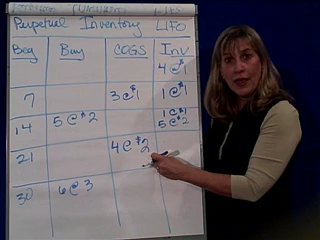 Perpetual Inventory LIFO
Beg Buy COGS Inv
4 @ $1
7 3 @ $1 1 @ $1
1 @ $1
14 5 @ $2 5 @ $2
21 4 @ $2
30 6 @ 3